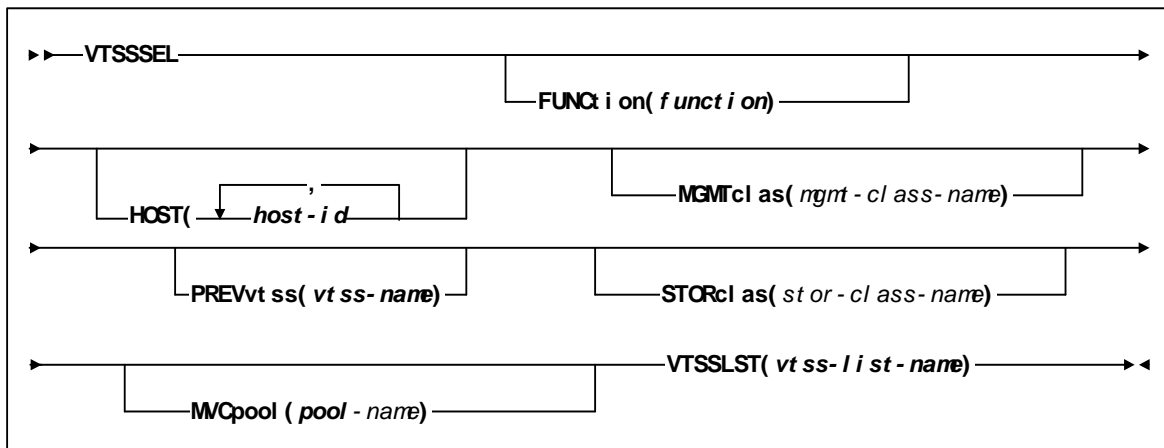 VTSSSEL
FUNCtion(function)
,
HOST( host-id
MGMTclas(mgmt-class-name)
PREVvtss(vtss-name)
STORclas(stor-class-name)
VTSSLST(vtss-list-name)
MVCpool(pool-name)